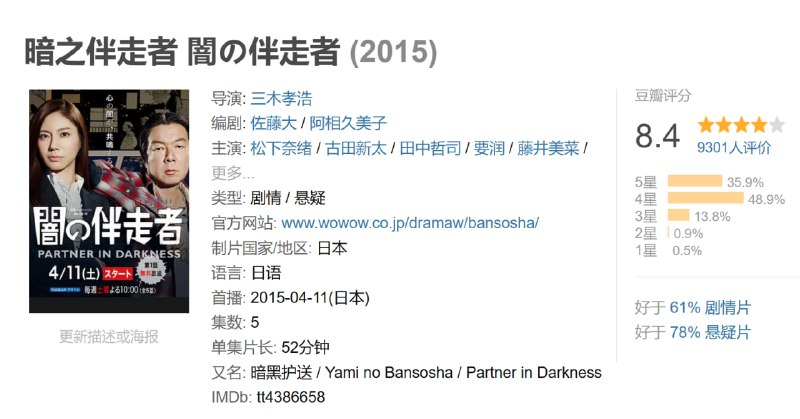 暗之伴走者 闇の伴走者 (2015)
心の闇が、共鳴する
闇の伴走者
PARTNER IN DARKNESS
4/11(土) スタート 第1話無料放送
毎週土曜よる10:00(全5話)
更新描述或海报
导演: 三木孝浩
编剧: 佐藤大 / 阿相久美子
主演: 松下奈绪 / 古田新太 / 田中哲司 / 要润 / 藤井美菜 /
更多...
类型: 剧情 / 悬疑
官方网站: www.wowow.co.jp/dramaw/bansosha/
制片国家/地区: 日本
语言: 日语
首播: 2015-04-11(日本)
集数: 5
单集片长: 52分钟
又名: 暗黑护送 / Yami no Bansosha / Partner in Darkness
IMDb: tt4386658
豆瓣评分
8.4
9301人评价
5星 35.9%
4星 48.9%
3星 13.8%
2星 0.9%
1星 0.5%
好于 61% 剧情片
好于 78% 悬疑片